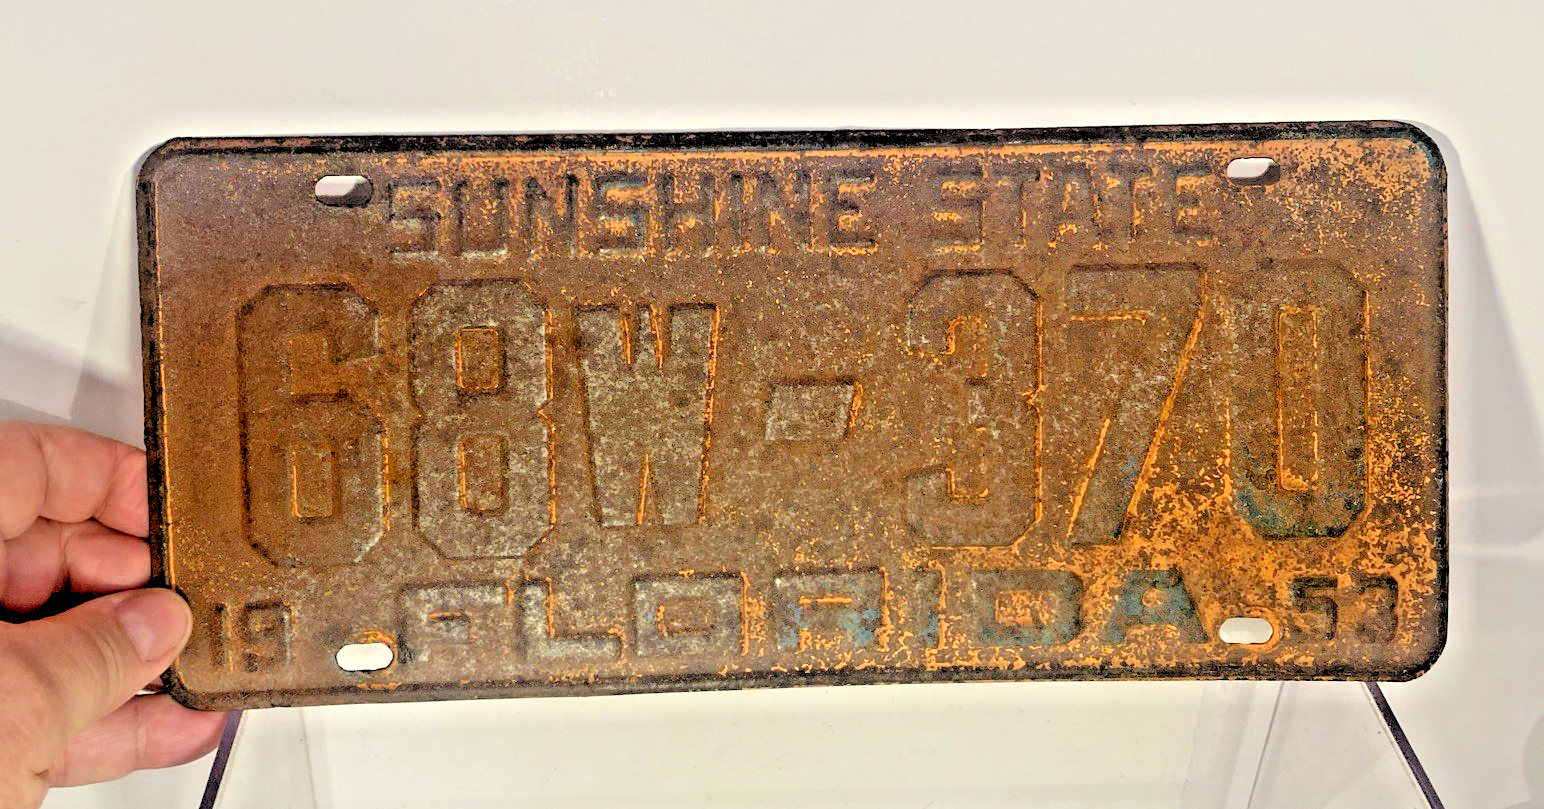 SUNSHINE STATE
68W-370
19 FLORIDA 53